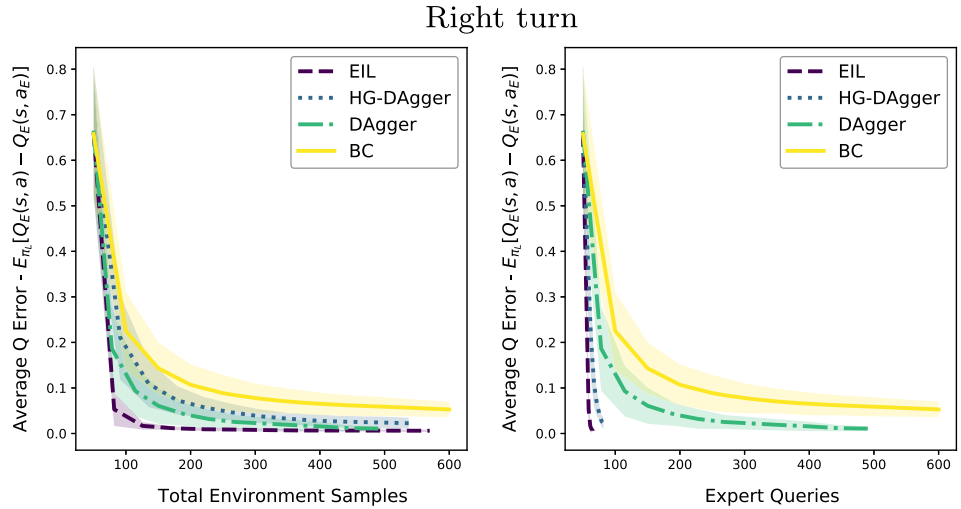 Right turn
Average Q Error - $E_{\pi_L}[Q_E(s, a) - Q_E(s, a_E)]$
0.8
0.7
0.6
0.5
0.4
0.3
0.2
0.1
0.0
EIL
HG-DAgger
DAgger
BC
100
200
300
400
500
600
Total Environment Samples
Average Q Error - $E_{\pi_L}[Q_E(s, a) - Q_E(s, a_E)]$
0.8
0.7
0.6
0.5
0.4
0.3
0.2
0.1
0.0
EIL
HG-DAgger
DAgger
BC
100
200
300
400
500
600
Expert Queries